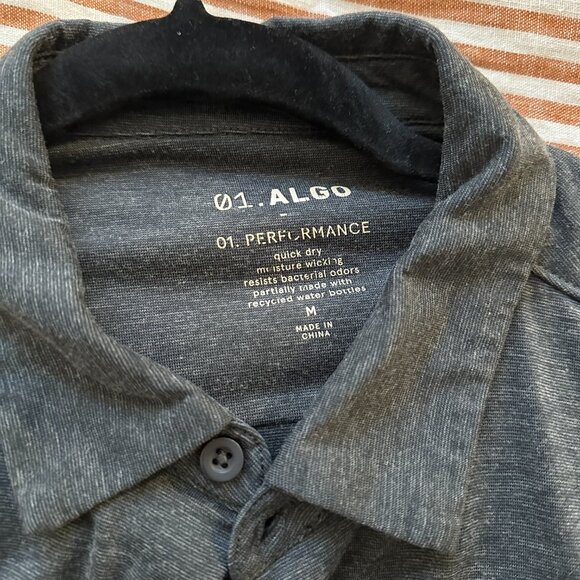 01.ALGO
-
01. PERFORMANCE
quick dry
moisture wicking
resists bacterial odors
partially made with
recycled water bottles
M
MADE IN
CHINA